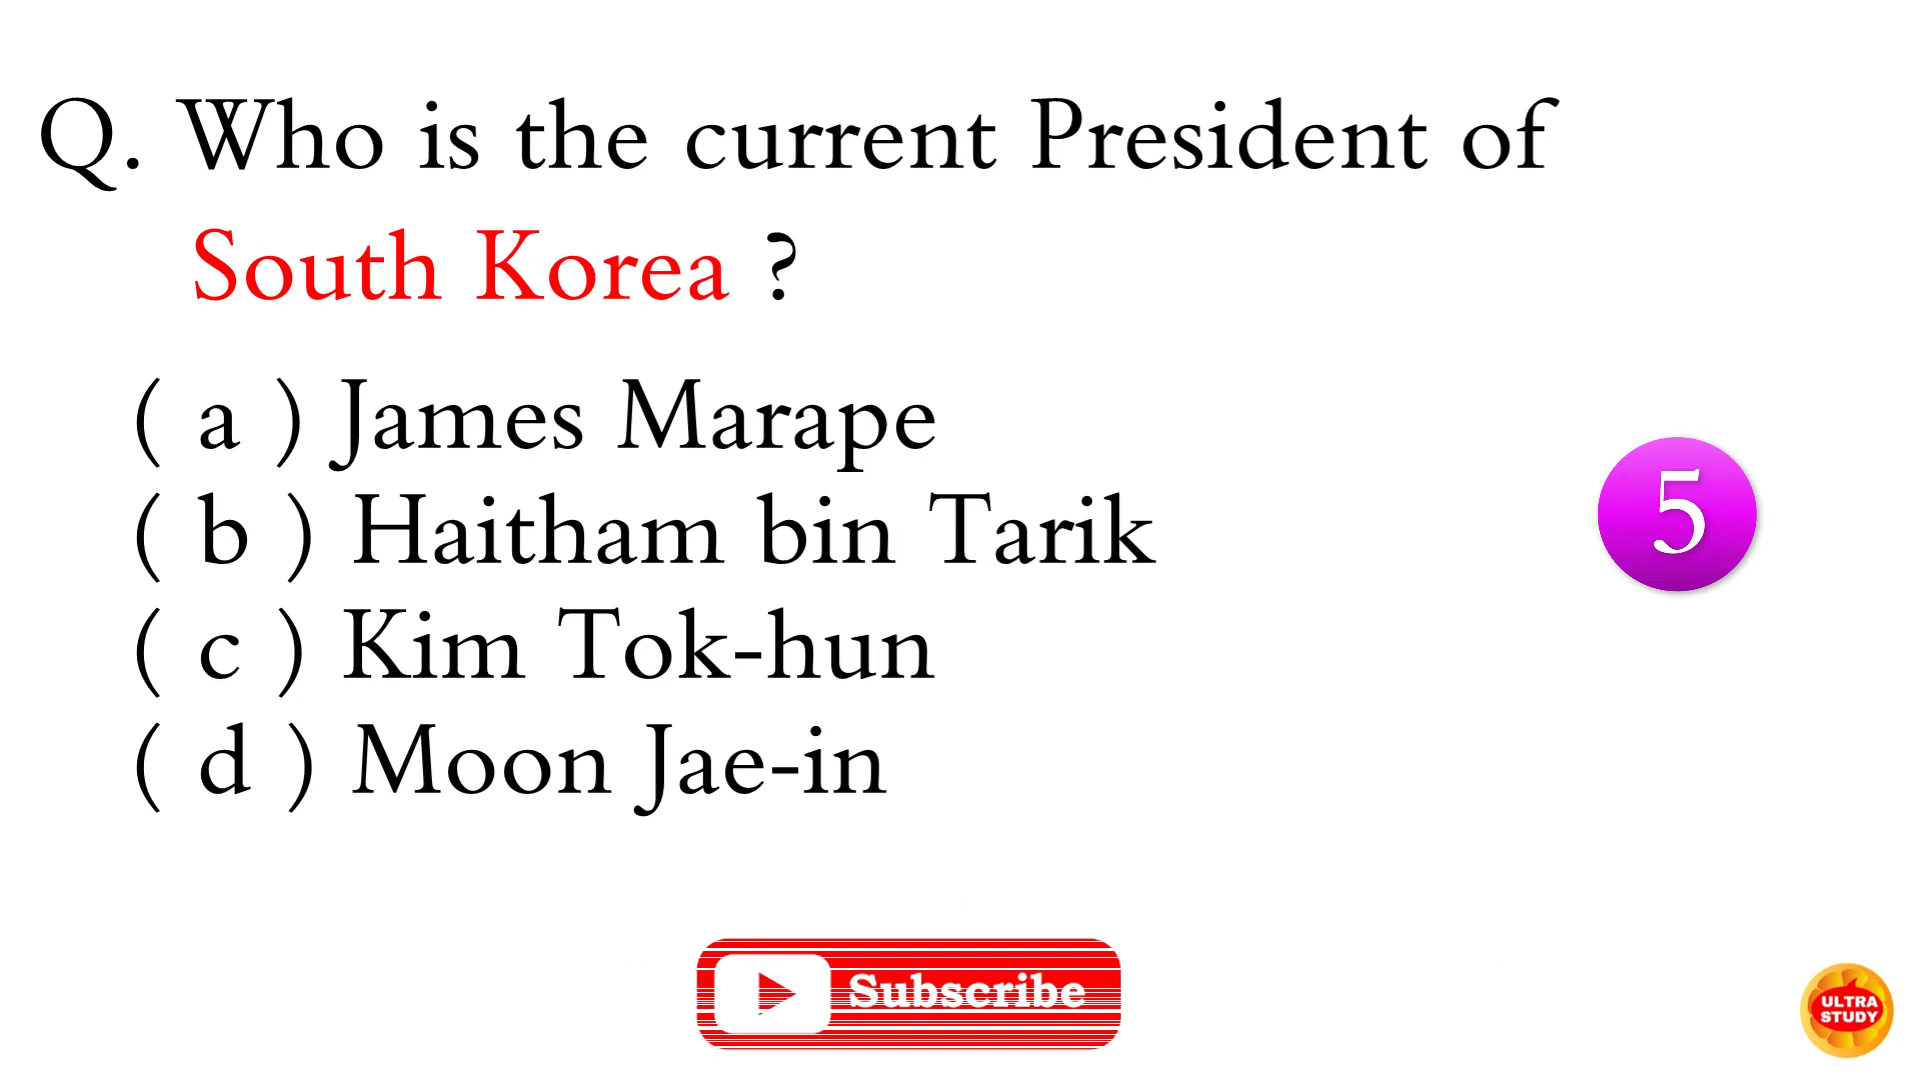 Q. Who is the current President of
South Korea ?
( a ) James Marape
( b ) Haitham bin Tarik
( c ) Kim Tok-hun
( d ) Moon Jae-in
5
Subscribe
ULTRA
STUDY